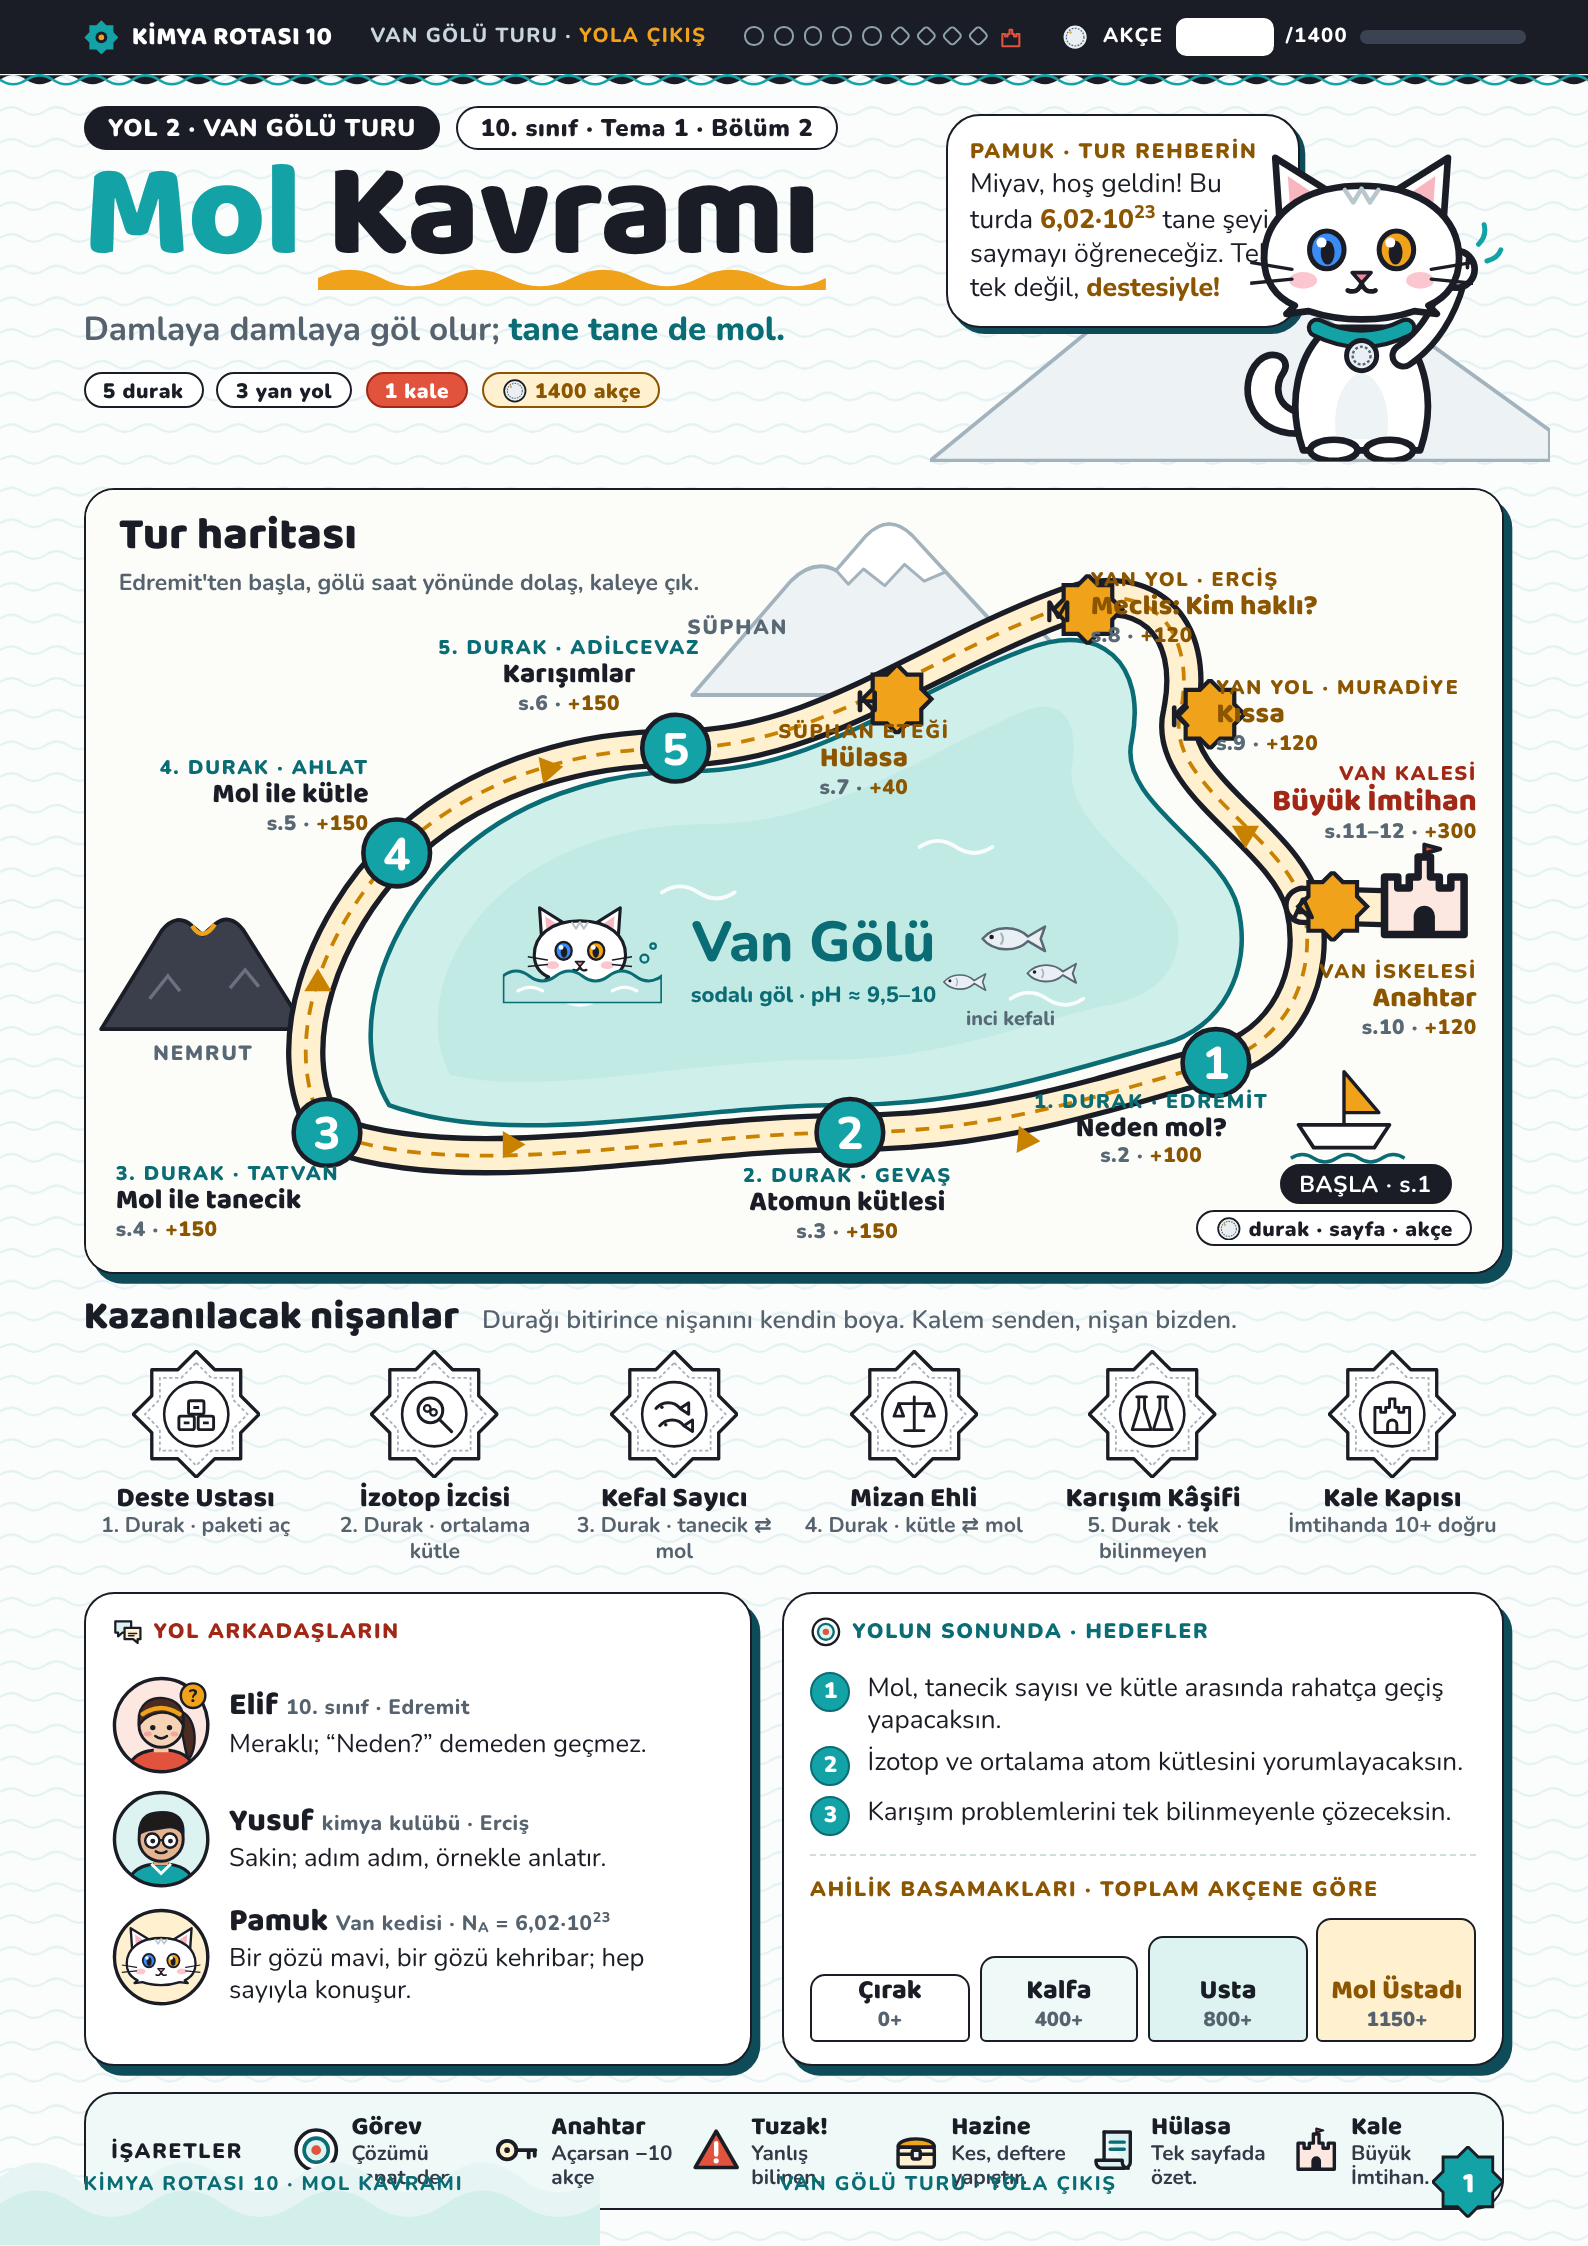 KİMYA ROTASI 10
VAN GÖLÜ TURU · YOLA ÇIKIŞ
AKÇE /1400
YOL 2 · VAN GÖLÜ TURU
10. sınıf · Tema 1 · Bölüm 2
Mol Kavramı
Damlaya damlaya göl olur; tane tane de mol.
5 durak
3 yan yol
1 kale
1400 akçe
PAMUK · TUR REHBERİN
Miyav, hoş geldin! Bu
turda 6,02·10²³ tane şeyi
saymayı öğreneceğiz. Tek
tek değil, destesiyle!
Tur haritası
Edremit'ten başla, gölü saat yönünde dolaş, kaleye çık.
SÜPHAN
YAN YOL · ERCİŞ
Meclis: Kim haklı?
s.8 · +120
5. DURAK · ADİLCEVAZ
Karışımlar
s.6 · +150
5
YAN YOL · MURADİYE
Kıssa
s.9 · +120
SÜPHAN ETEĞİ
Hülasa
s.7 · +40
4. DURAK · AHLAT
Mol ile kütle
s.5 · +150
4
VAN KALESİ
Büyük İmtihan
s.11–12 · +300
Van Gölü
sodalı göl · pH ≈ 9,5–10
inci kefali
VAN İSKELESİ
Anahtar
s.10 · +120
NEMRUT
1
1. DURAK · EDREMİT
Neden mol?
s.2 · +100
3
3. DURAK · TATVAN
Mol ile tanecik
s.4 · +150
2
2. DURAK · GEVAŞ
Atomun kütlesi
s.3 · +150
BAŞLA · s.1
durak · sayfa · akçe
Kazanılacak nişanlar
Durağı bitirince nişanını kendin boya. Kalem senden, nişan bizden.
Deste Ustası
1. Durak · paketi aç
İzotop İzcisi
2. Durak · ortalama
kütle
Kefal Sayıcı
3. Durak · tanecik ⇄
mol
Mizan Ehli
4. Durak · kütle ⇄ mol
Karışım Kâşifi
5. Durak · tek
bilinmeyen
Kale Kapısı
İmtihanda 10+ doğru
YOL ARKADAŞLARIN
?
Elif 10. sınıf · Edremit
Meraklı; “Neden?” demeden geçmez.
Yusuf kimya kulübü · Erciş
Sakin; adım adım, örnekle anlatır.
Pamuk Van kedisi · N_A = 6,02·10²³
Bir gözü mavi, bir gözü kehribar; hep
sayıyla konuşur.
YOLUN SONUNDA · HEDEFLER
1 Mol, tanecik sayısı ve kütle arasında rahatça geçiş
yapacaksın.
2 İzotop ve ortalama atom kütlesini yorumlayacaksın.
3 Karışım problemlerini tek bilinmeyenle çözeceksin.
AHİLİK BASAMAKLARI · TOPLAM AKÇENE GÖRE
Çırak
0+
Kalfa
400+
Usta
800+
Mol Üstadı
1150+
İŞARETLER
Görev
Çözümü
Anahtar
Açarsan −10
akçe
Tuzak!
Yanlış
bilinen.
Hazine
Kes, deftere
yapıştır.
Hülasa
Tek sayfada
özet.
Kale
Büyük
İmtihan.
KİMYA ROTASI 10 · MOL KAVRAMI
VAN GÖLÜ TURU · YOLA ÇIKIŞ
1